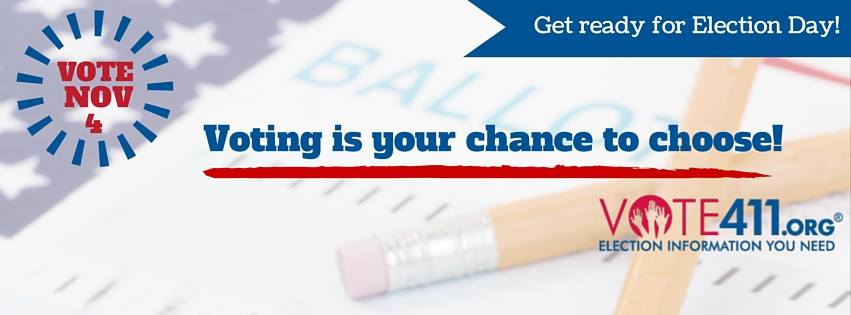 Get ready for Election Day!
VOTE
NOV
4
BALLOT
Voting is your chance to choose!
VOTE411.ORG®
ELECTION INFORMATION YOU NEED